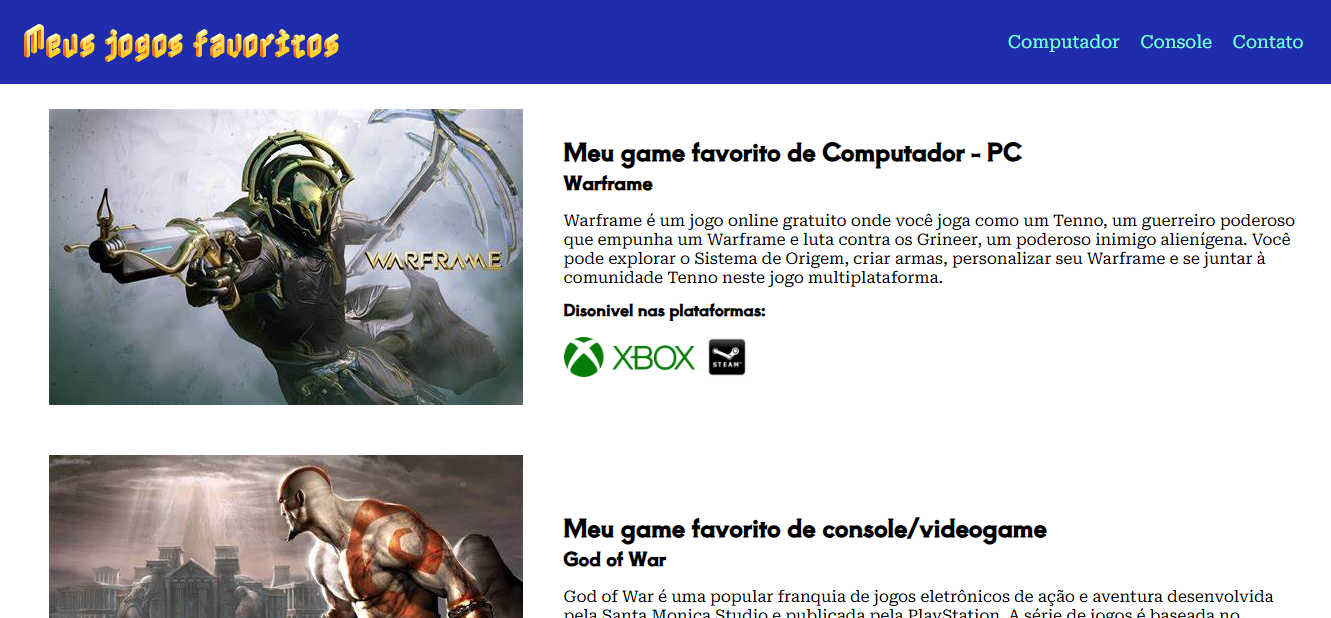 Meus jogos favoritos
Computador Console Contato
WARFRAME
Meu game favorito de Computador - PC
Warframe
Warframe é um jogo online gratuito onde você joga como um Tenno, um guerreiro poderoso
que empunha um Warframe e luta contra os Grineer, um poderoso inimigo alienígena. Você
pode explorar o Sistema de Origem, criar armas, personalizar seu Warframe e se juntar à
comunidade Tenno neste jogo multiplataforma.
Disonivel nas plataformas:
XBOX STEAM™
Meu game favorito de console/videogame
God of War
God of War é uma popular franquia de jogos eletrônicos de ação e aventura desenvolvida
pela Santa Monica Studio e publicada pela PlayStation. A série de jogos é baseada no